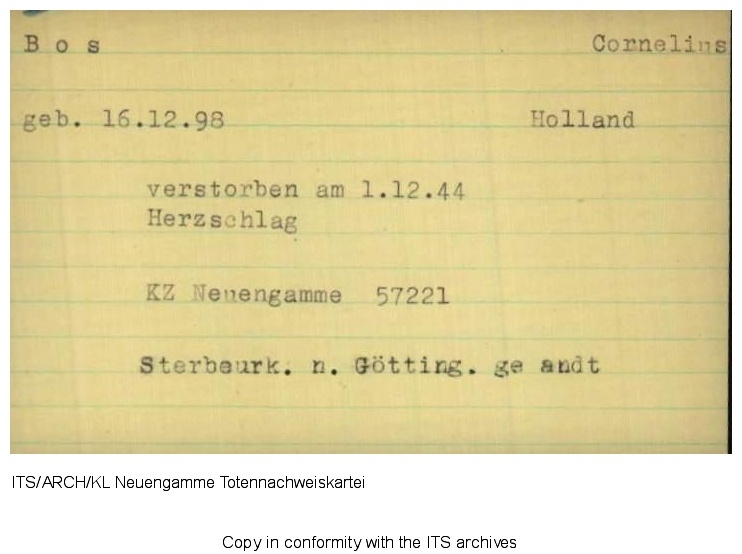 Bos Cornelius
geb. 16.12.98 Holland
verstorben am 1.12.44
Herzschlag
KZ Neuengamme 57221
Sterbeurk. n. Götting. ge andt
ITS/ARCH/KL Neuengamme Totennachweiskartei
Copy in conformity with the ITS archives